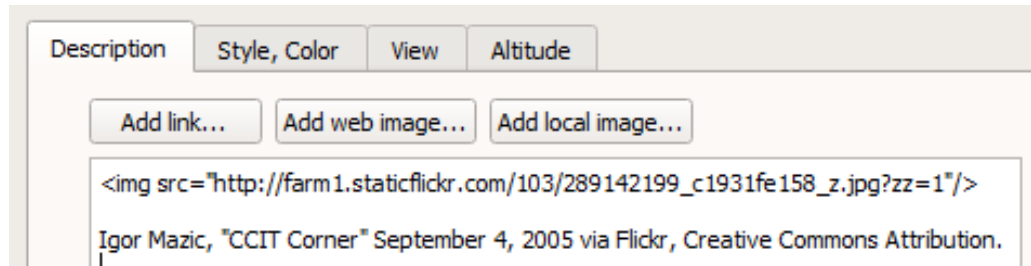 Description Style, Color View Altitude
Add link... Add web image... Add local image...
<img src="http://farm1.staticflickr.com/103/289142199_c1931fe158_z.jpg?zz=1"/>
Igor Mazic, "CCIT Corner" September 4, 2005 via Flickr, Creative Commons Attribution.